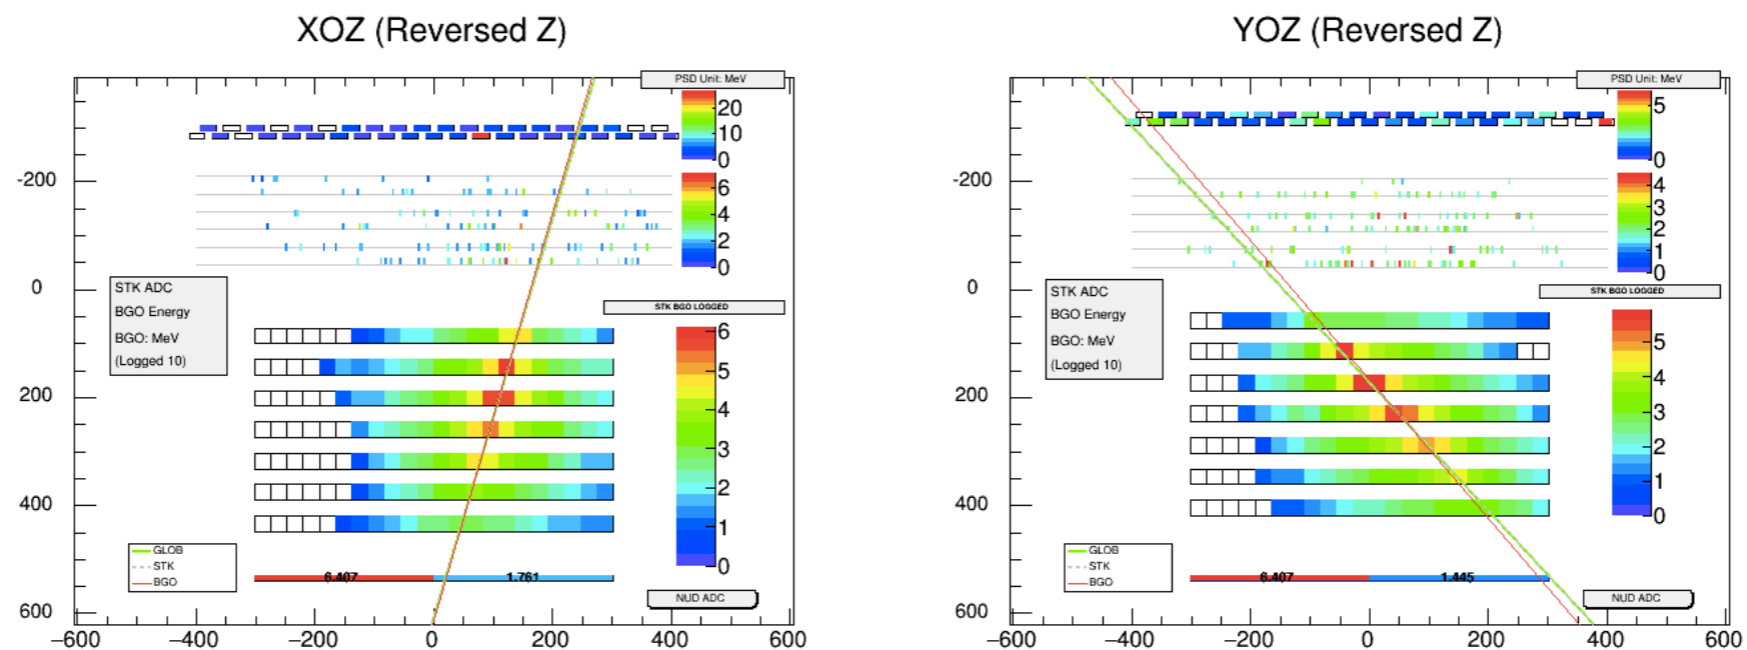 XOZ (Reversed Z)
PSD Unit: MeV
20
10
0
6
4
2
0
-200
0
200
400
600
STK ADC
BGO Energy
BGO: MeV
(Logged 10)
STK BGO LOGGED
6
5
4
3
2
1
0
GLOB
STK
BGO
6.407
1.761
NUD ADC
−600
−400
−200
0
200
400
600
YOZ (Reversed Z)
PSD Unit: MeV
5
0
4
3
2
1
0
-200
0
200
400
600
STK ADC
BGO Energy
BGO: MeV
(Logged 10)
STK BGO LOGGED
5
4
3
2
1
0
GLOB
STK
BGO
6.407
1.445
NUD ADC
−600
−400
−200
0
200
400
600